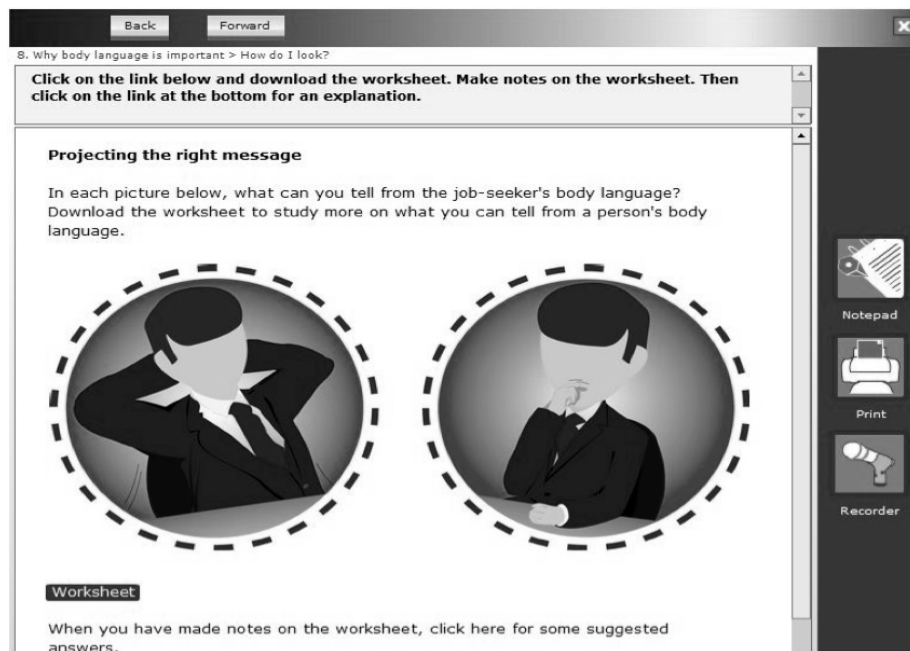 Back Forward
8. Why body language is important > How do I look?
Click on the link below and download the worksheet. Make notes on the worksheet. Then
click on the link at the bottom for an explanation.
Projecting the right message
In each picture below, what can you tell from the job-seeker's body language?
Download the worksheet to study more on what you can tell from a person's body
language.
Notepad
Print
Recorder
Worksheet
When you have made notes on the worksheet, click here for some suggested
answers.